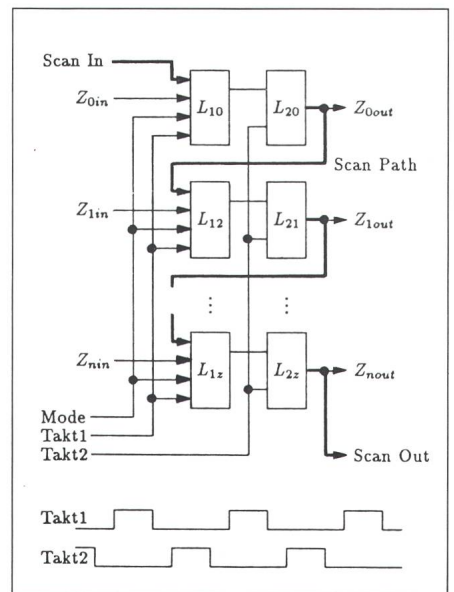 Scan In
Z0in
L10
L20
Z0out
Scan Path
Z1in
L12
L21
Z1out
⋮ ⋮
Znin
L1z
L2z
Znout
Mode
Takt1
Takt2
Scan Out
Takt1
Takt2